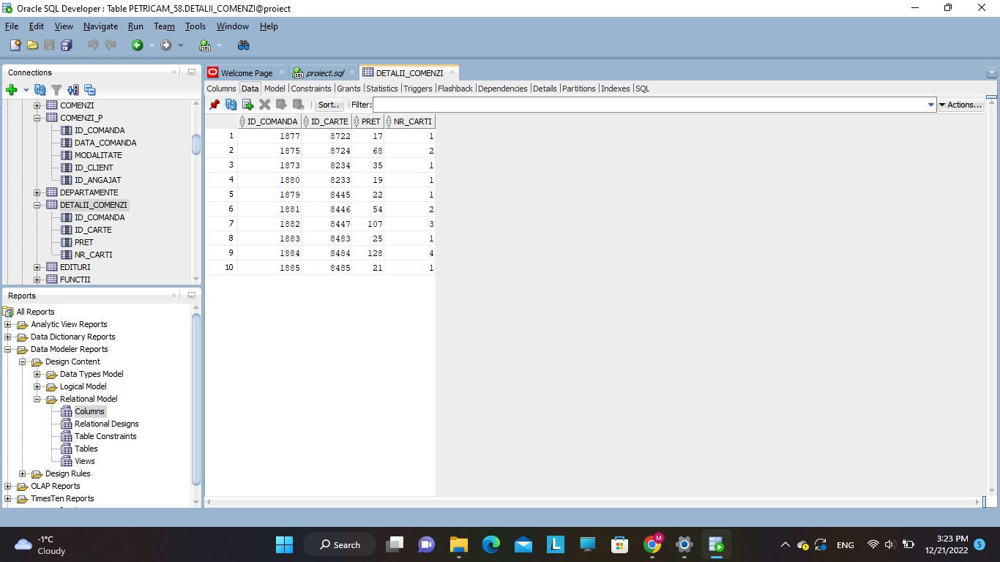 Oracle SQL Developer : Table PETRICAM_58.DETALII_COMENZI@proiect
File Edit View Navigate Run Team Tools Window Help
Connections
COMENZI
COMENZI_P
ID_COMANDA
DATA_COMANDA
MODALITATE
ID_CLIENT
ID_ANGAJAT
DEPARTAMENTE
DETALII_COMENZI
ID_COMANDA
ID_CARTE
PRET
NR_CARTI
EDITURI
FUNCTII
Reports
All Reports
Analytic View Reports
Data Dictionary Reports
Data Modeler Reports
Design Content
Data Types Model
Logical Model
Relational Model
Columns
Relational Designs
Table Constraints
Tables
Views
Design Rules
OLAP Reports
TimesTen Reports
Welcome Page proiect.sql DETALII_COMENZI
Columns Data Model Constraints Grants Statistics Triggers Flashback Dependencies Details Partitions Indexes SQL
Sort.. Filter: Actions...
ID_COMANDA ID_CARTE PRET NR_CARTI
1 1877 8722 17 1
2 1875 8724 68 2
3 1873 8234 35 1
4 1880 8233 19 1
5 1879 8445 22 1
6 1881 8446 54 2
7 1882 8447 107 3
8 1883 8483 25 1
9 1884 8484 128 4
10 1885 8485 21 1
-1°C
Cloudy
Search
L
M
ENG
3:23 PM
12/21/2022
5